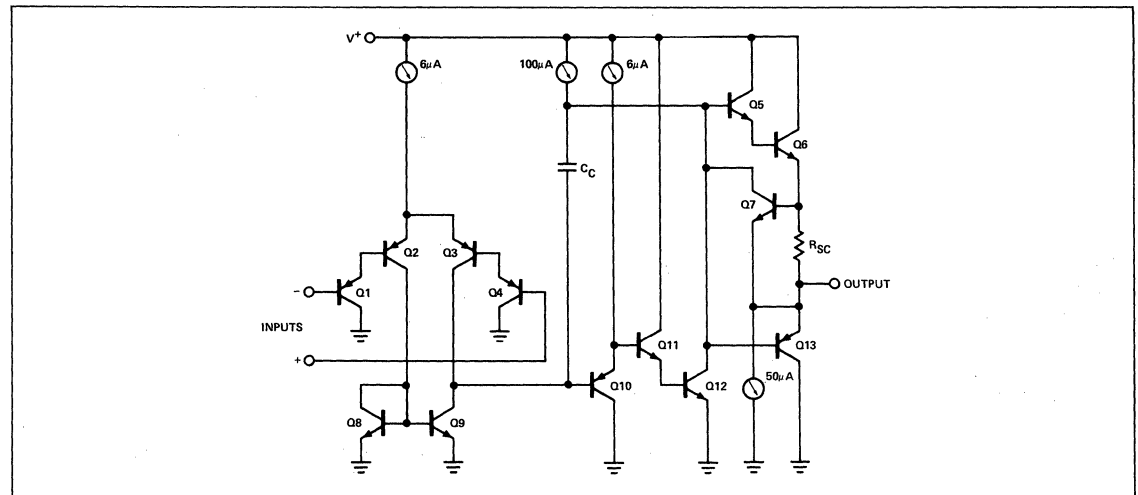 V+
6μA
100μA
6μA
Q5
Q6
CC
Q7
RSC
Q2
Q3
Q1
Q4
OUTPUT
INPUTS
−
+
Q11
Q13
Q10
Q12
50μA
Q8
Q9